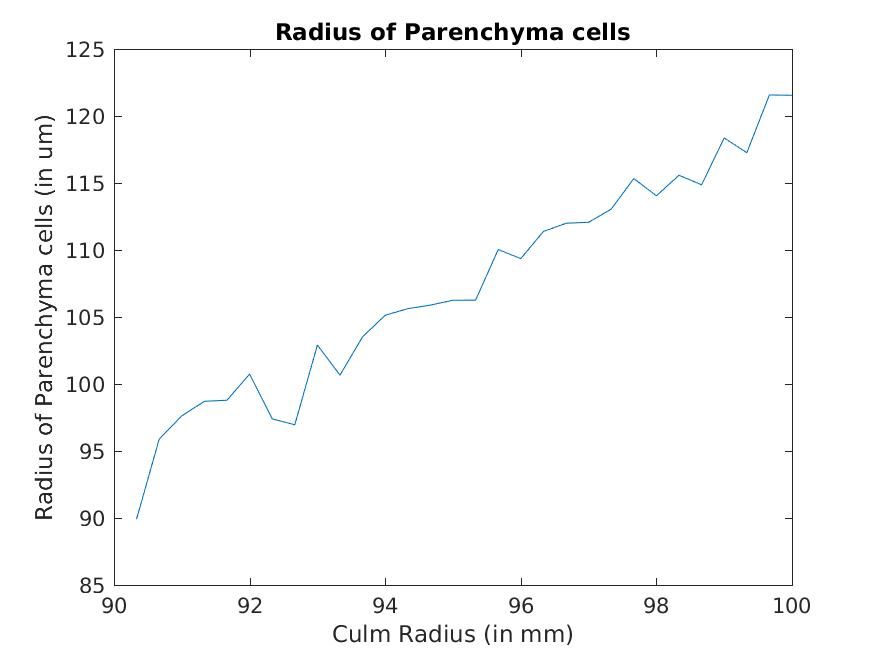 Radius of Parenchyma cells
125
120
115
110
105
100
95
90
85
Radius of Parenchyma cells (in um)
90 92 94 96 98 100
Culm Radius (in mm)